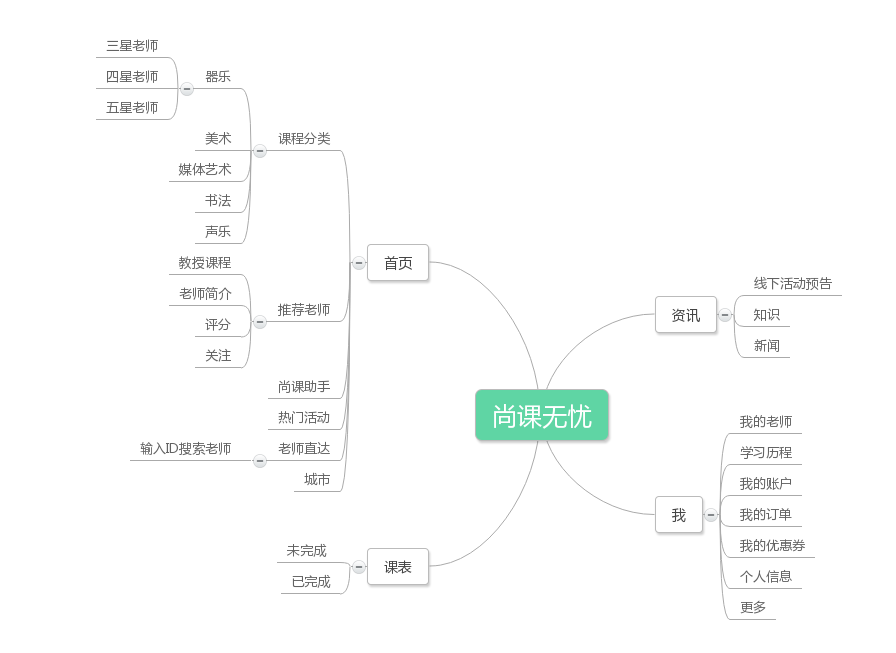 尚课无忧
首页
课程分类
器乐
三星老师
四星老师
五星老师
美术
媒体艺术
书法
声乐
推荐老师
教授课程
老师简介
评分
关注
尚课助手
热门活动
老师直达
输入ID搜索老师
城市
课表
未完成
已完成
资讯
线下活动预告
知识
新闻
我
我的老师
学习历程
我的账户
我的订单
我的优惠券
个人信息
更多